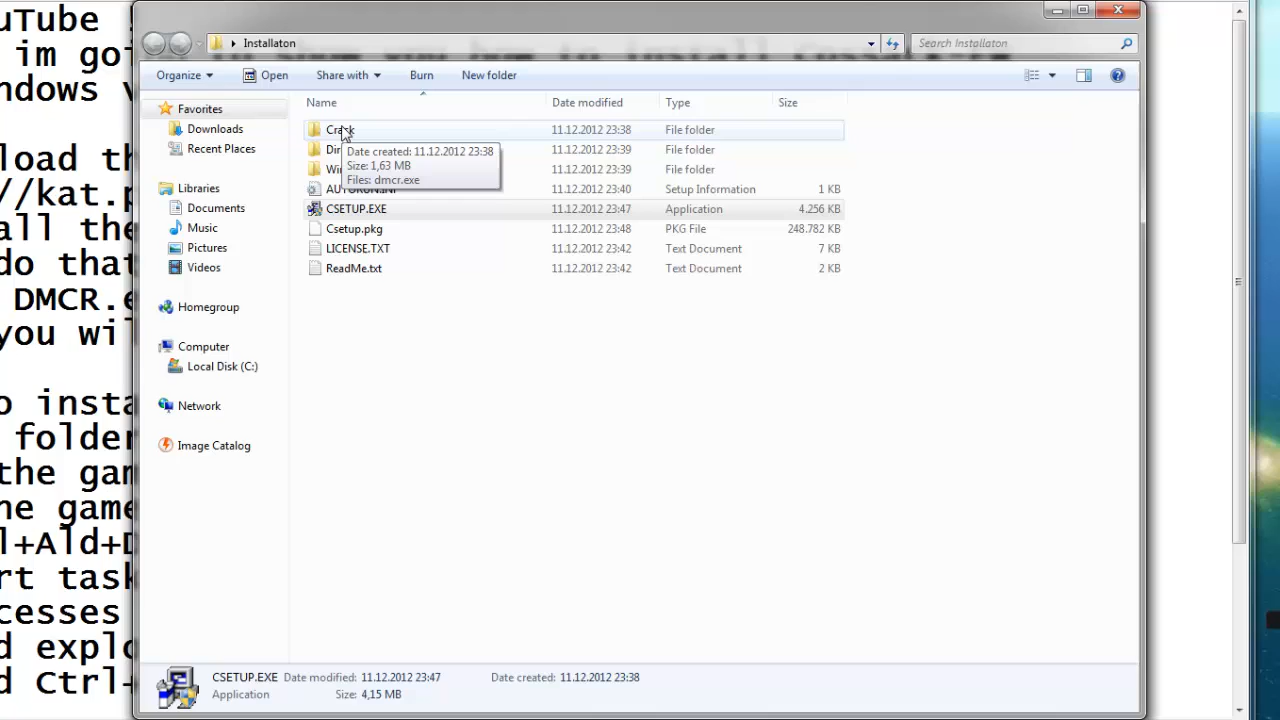 uTube
im goi
ndows v
load th
//kat.p
all the
do that
DMCR.e
you wil
o insta
folder
the gam
he game
l+Ald+D
rt task
cesses
d explo
d Ctrl+
Installaton
Search Installaton
Organize Open Share with Burn New folder
Name Date modified Type Size
Favorites
Downloads
Recent Places
Libraries
Documents
Music
Pictures
Videos
Homegroup
Computer
Local Disk (C:)
Network
Image Catalog
Crack 11.12.2012 23:38 File folder
Dir 11.12.2012 23:39 File folder
Wi 11.12.2012 23:39 File folder
AUTORUN.INF 11.12.2012 23:40 Setup Information 1 KB
CSETUP.EXE 11.12.2012 23:47 Application 4.256 KB
Csetup.pkg 11.12.2012 23:48 PKG File 248.782 KB
LICENSE.TXT 11.12.2012 23:42 Text Document 7 KB
ReadMe.txt 11.12.2012 23:42 Text Document 2 KB
Date created: 11.12.2012 23:38
Size: 1,63 MB
Files: dmcr.exe
CSETUP.EXE Date modified: 11.12.2012 23:47 Date created: 11.12.2012 23:38
Application Size: 4,15 MB